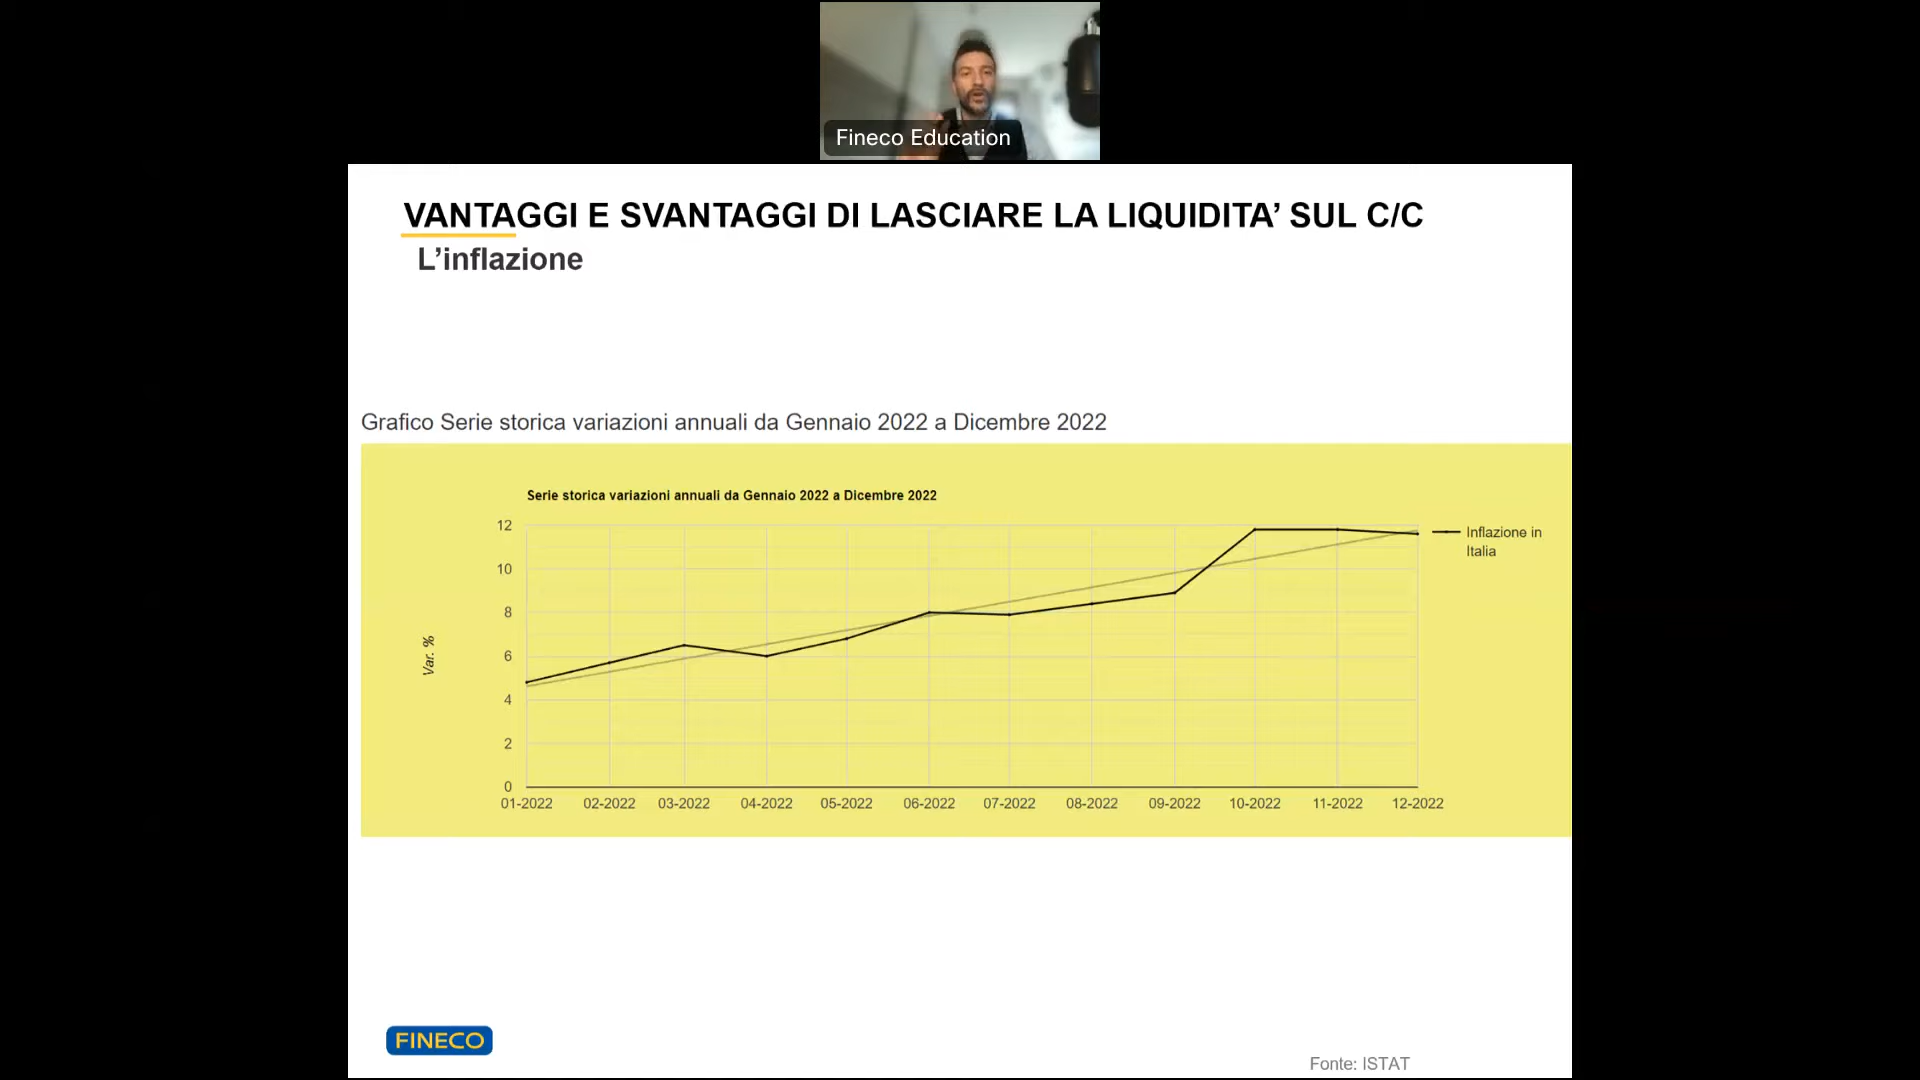 Fineco Education
VANTAGGI E SVANTAGGI DI LASCIARE LA LIQUIDITA’ SUL C/C
L’inflazione
Grafico Serie storica variazioni annuali da Gennaio 2022 a Dicembre 2022
Serie storica variazioni annuali da Gennaio 2022 a Dicembre 2022
12
10
8
6
4
2
0
Var. %
Inflazione in
Italia
01-2022 02-2022 03-2022 04-2022 05-2022 06-2022 07-2022 08-2022 09-2022 10-2022 11-2022 12-2022
FINECO
Fonte: ISTAT